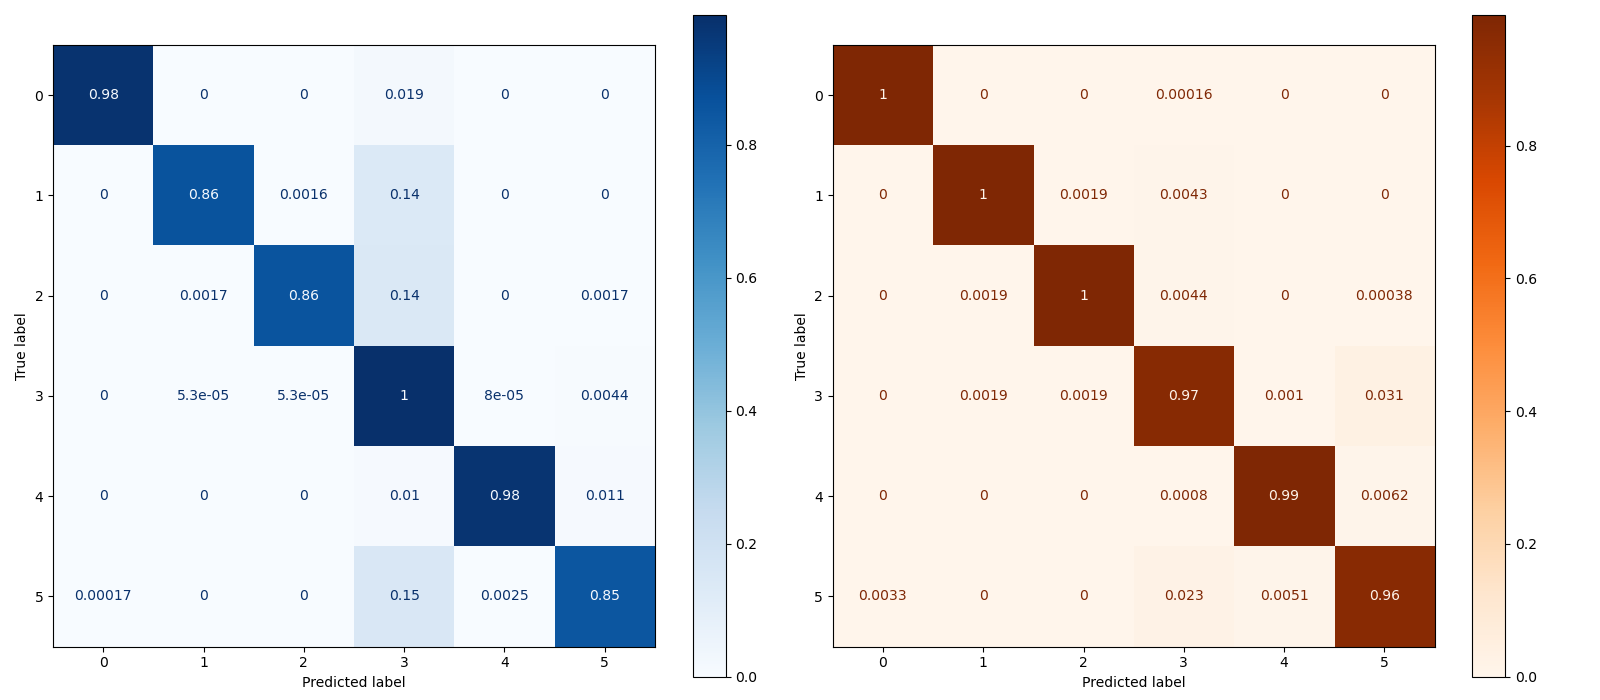 0 0.98 0 0 0.019 0 0
1 0 0.86 0.0016 0.14 0 0
2 0 0.0017 0.86 0.14 0 0.0017
3 0 5.3e-05 5.3e-05 1 8e-05 0.0044
4 0 0 0 0.01 0.98 0.011
5 0.00017 0 0 0.15 0.0025 0.85
0 1 2 3 4 5
Predicted label
True label
0.8
0.6
0.4
0.2
0.0
0 1 0 0 0.00016 0 0
1 0 1 0.0019 0.0043 0 0
2 0 0.0019 1 0.0044 0 0.00038
3 0 0.0019 0.0019 0.97 0.001 0.031
4 0 0 0 0.0008 0.99 0.0062
5 0.0033 0 0 0.023 0.0051 0.96
0 1 2 3 4 5
Predicted label
True label
0.8
0.6
0.4
0.2
0.0